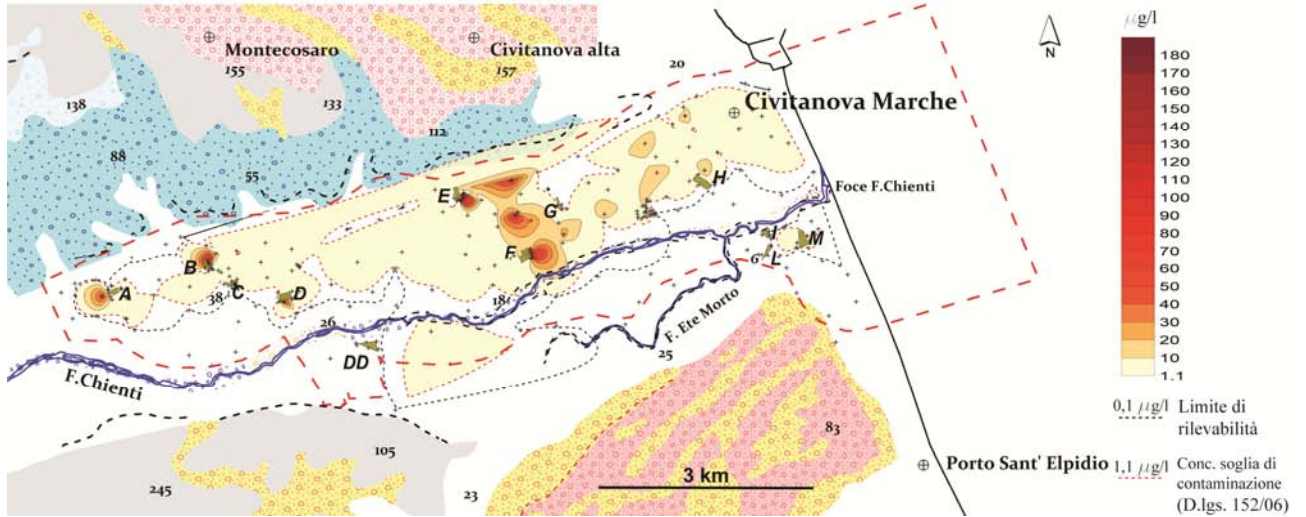 μg/l
180
170
160
140
120
110
100
90
80
70
60
50
40
30
20
10
1.1
0,1 μg/l Limite di
rilevabilità
1,1 μg/l Conc. soglia di
contaminazione
(D.lgs. 152/06)
N
Montecosaro
155
Civitanova alta
157
20
138
133
112
Civitanova Marche
88
55
E
G
H
Foce F.Chienti
B
F
I
M
L
6
A
C
38
D
18
26
DD
F. Ete Morto
25
F.Chienti
105
245
23
83
3 km
Porto Sant' Elpidio